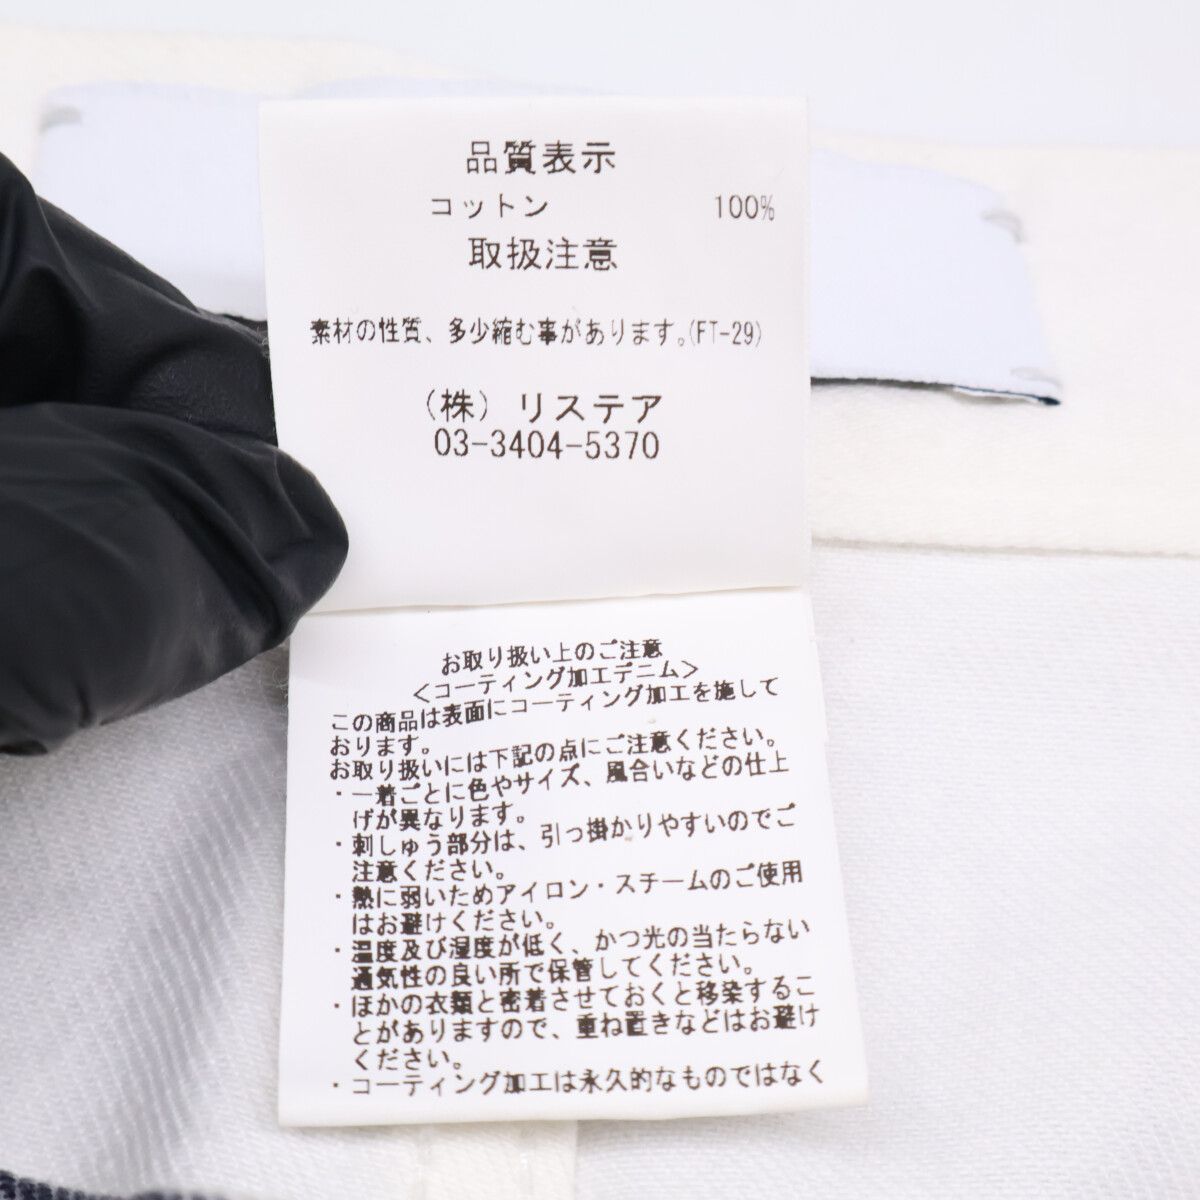 品質表示
コットン 100%
取扱注意
素材の性質、多少縮む事があります。(FT-29)
（株）リステア
03-3404-5370
お取り扱い上のご注意
＜コーティング加工デニム＞
この商品は表面にコーティング加工を施して
おります。
お取り扱いには下記の点にご注意ください。
・一着ごとに色やサイズ、風合いなどの仕上
げが異なります。
・刺しゅう部分は、引っ掛かりやすいのでご
注意ください。
・熱に弱いためアイロン・スチームのご使用
はお避けください。
・温度及び湿度が低く、かつ光の当たらない
通気性の良い所で保管してください。
・ほかの衣類と密着させておくと移染するこ
とがありますので、重ね置きなどはお避け
ください。
・コーティング加工は永久的なものではなく